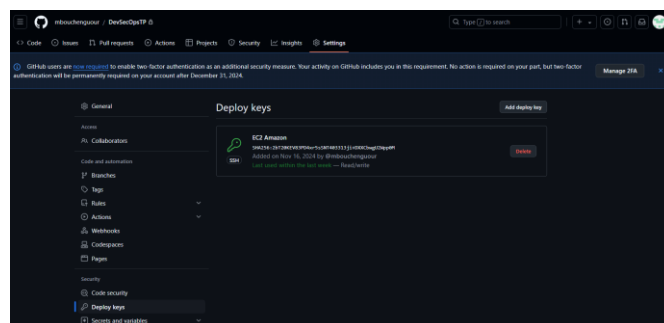 mbouchenguour / DevSecOpsTP
Type / to search
Code Issues Pull requests Actions Projects Security Insights Settings
GitHub users are now required to enable two-factor authentication as an additional security measure. Your activity on GitHub includes you in this requirement. No action is required on your part, but two-factor
authentication will be permanently required on your account after December 31, 2024.
Manage 2FA
General
Access
Collaborators
Code and automation
Branches
Tags
Rules
Actions
Webhooks
Codespaces
Pages
Security
Code security
Deploy keys
Secrets and variables
Deploy keys
Add deploy key
EC2 Amazon
Added on Nov 16, 2024 by @mbouchenguour
Last used within the last week — Read/write
SSH
Delete